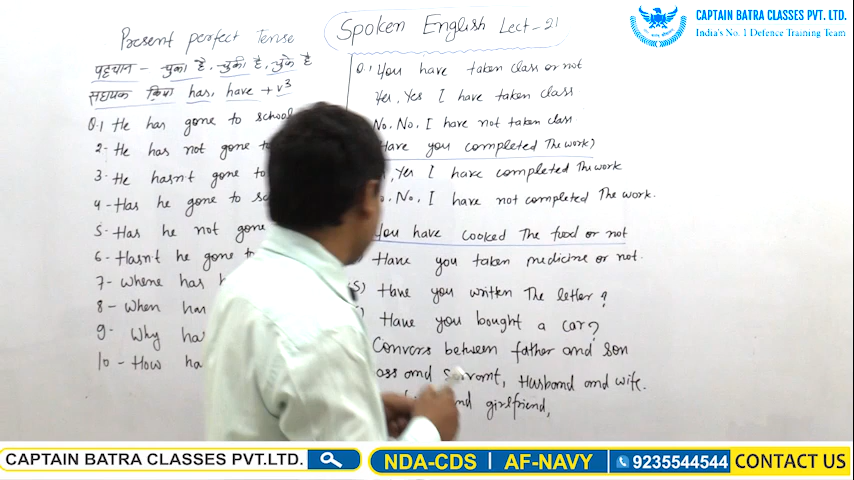 Present perfect Tense
पहचान - चुका है, चुकी है, चुके है
सहायक क्रिया has, have + v³
Q.1 He has gone to school
2- He has not gone to
3- He hasn't gone to
4- Has he gone to
5- Has he not gone
6- Hasn't he gone to
7- Where has
8- When has
9- Why has
10- How ha
Spoken English Lect-21
Q.1 You have taken class or not
Yes, Yes I have taken class
No, No, I have not taken class
Have you completed The work?
, Yes I have completed The work
No, I have not completed The work.
You have cooked The food or not
Have you taken medicine or not.
5) Have you written The letter?
Have you bought a car?
Convers between father and son
oss and Servant, Husband and wife.
nd girlfriend,
CAPTAIN BATRA CLASSES PVT. LTD.
India's No. 1 Defence Training Team
CAPTAIN BATRA CLASSES PVT.LTD. NDA-CDS | AF-NAVY 9235544544 CONTACT US